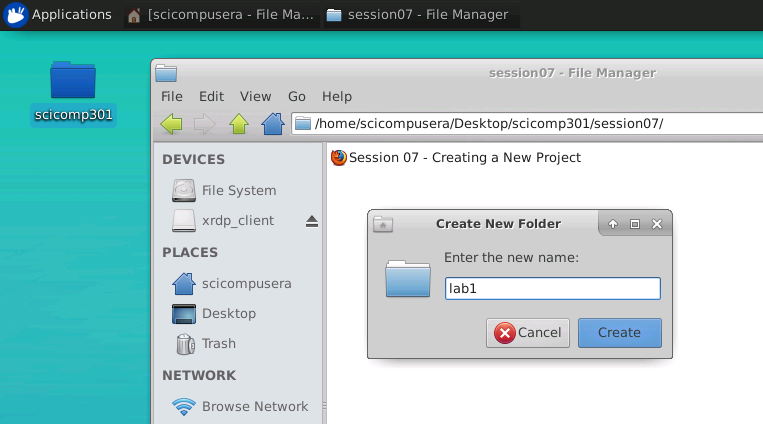 Applications
[scicompusera - File Ma...
session07 - File Manager
scicomp301
session07 - File Manager
File Edit View Go Help
/home/scicompusera/Desktop/scicomp301/session07/
DEVICES
File System
xrdp_client
PLACES
scicompusera
Desktop
Trash
NETWORK
Browse Network
Session 07 - Creating a New Project
Create New Folder
Enter the new name:
lab1
Cancel
Create